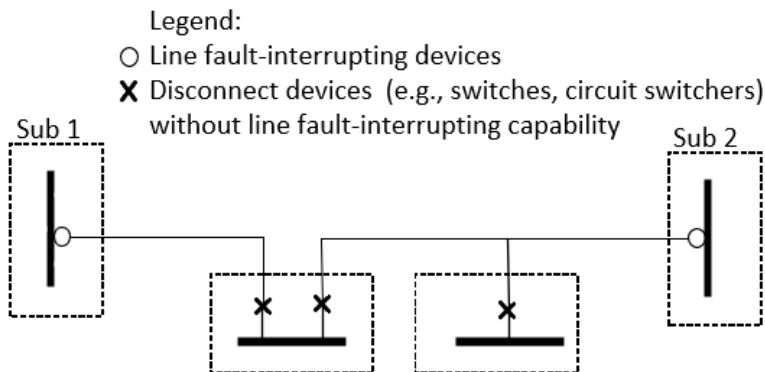 Legend:
Line fault-interrupting devices
Disconnect devices (e.g., switches, circuit switchers)
without line fault-interrupting capability
Sub 1
Sub 2